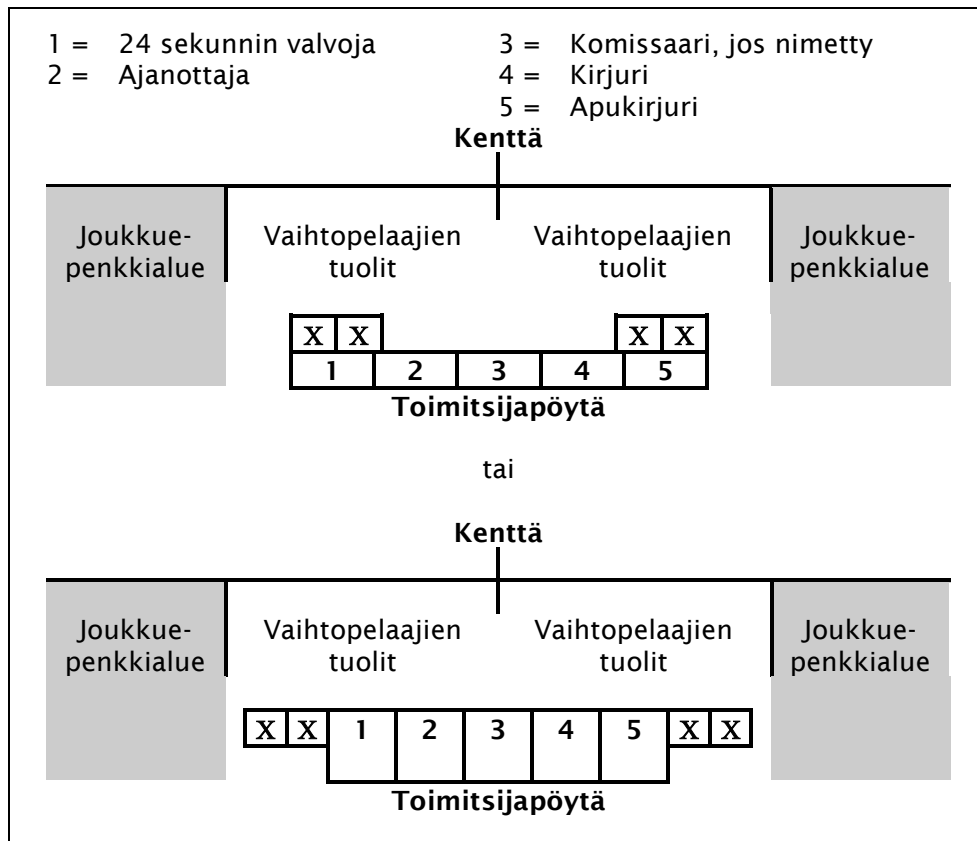 1 = 24 sekunnin valvoja
2 = Ajanottaja
3 = Komissaari, jos nimetty
4 = Kirjuri
5 = Apukirjuri
Kenttä
Joukkue-
penkkialue
Vaihtopelaajien
tuolit
Vaihtopelaajien
tuolit
Joukkue-
penkkialue
X X X X
1 2 3 4 5
Toimitsijapöytä
tai
Kenttä
Joukkue-
penkkialue
Vaihtopelaajien
tuolit
Vaihtopelaajien
tuolit
Joukkue-
penkkialue
X X 1 2 3 4 5 X X
Toimitsijapöytä